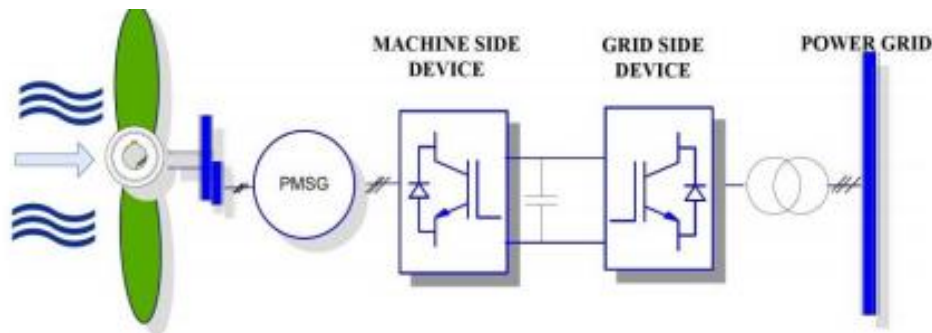 MACHINE SIDE
DEVICE
GRID SIDE
DEVICE
POWER GRID
PMSG